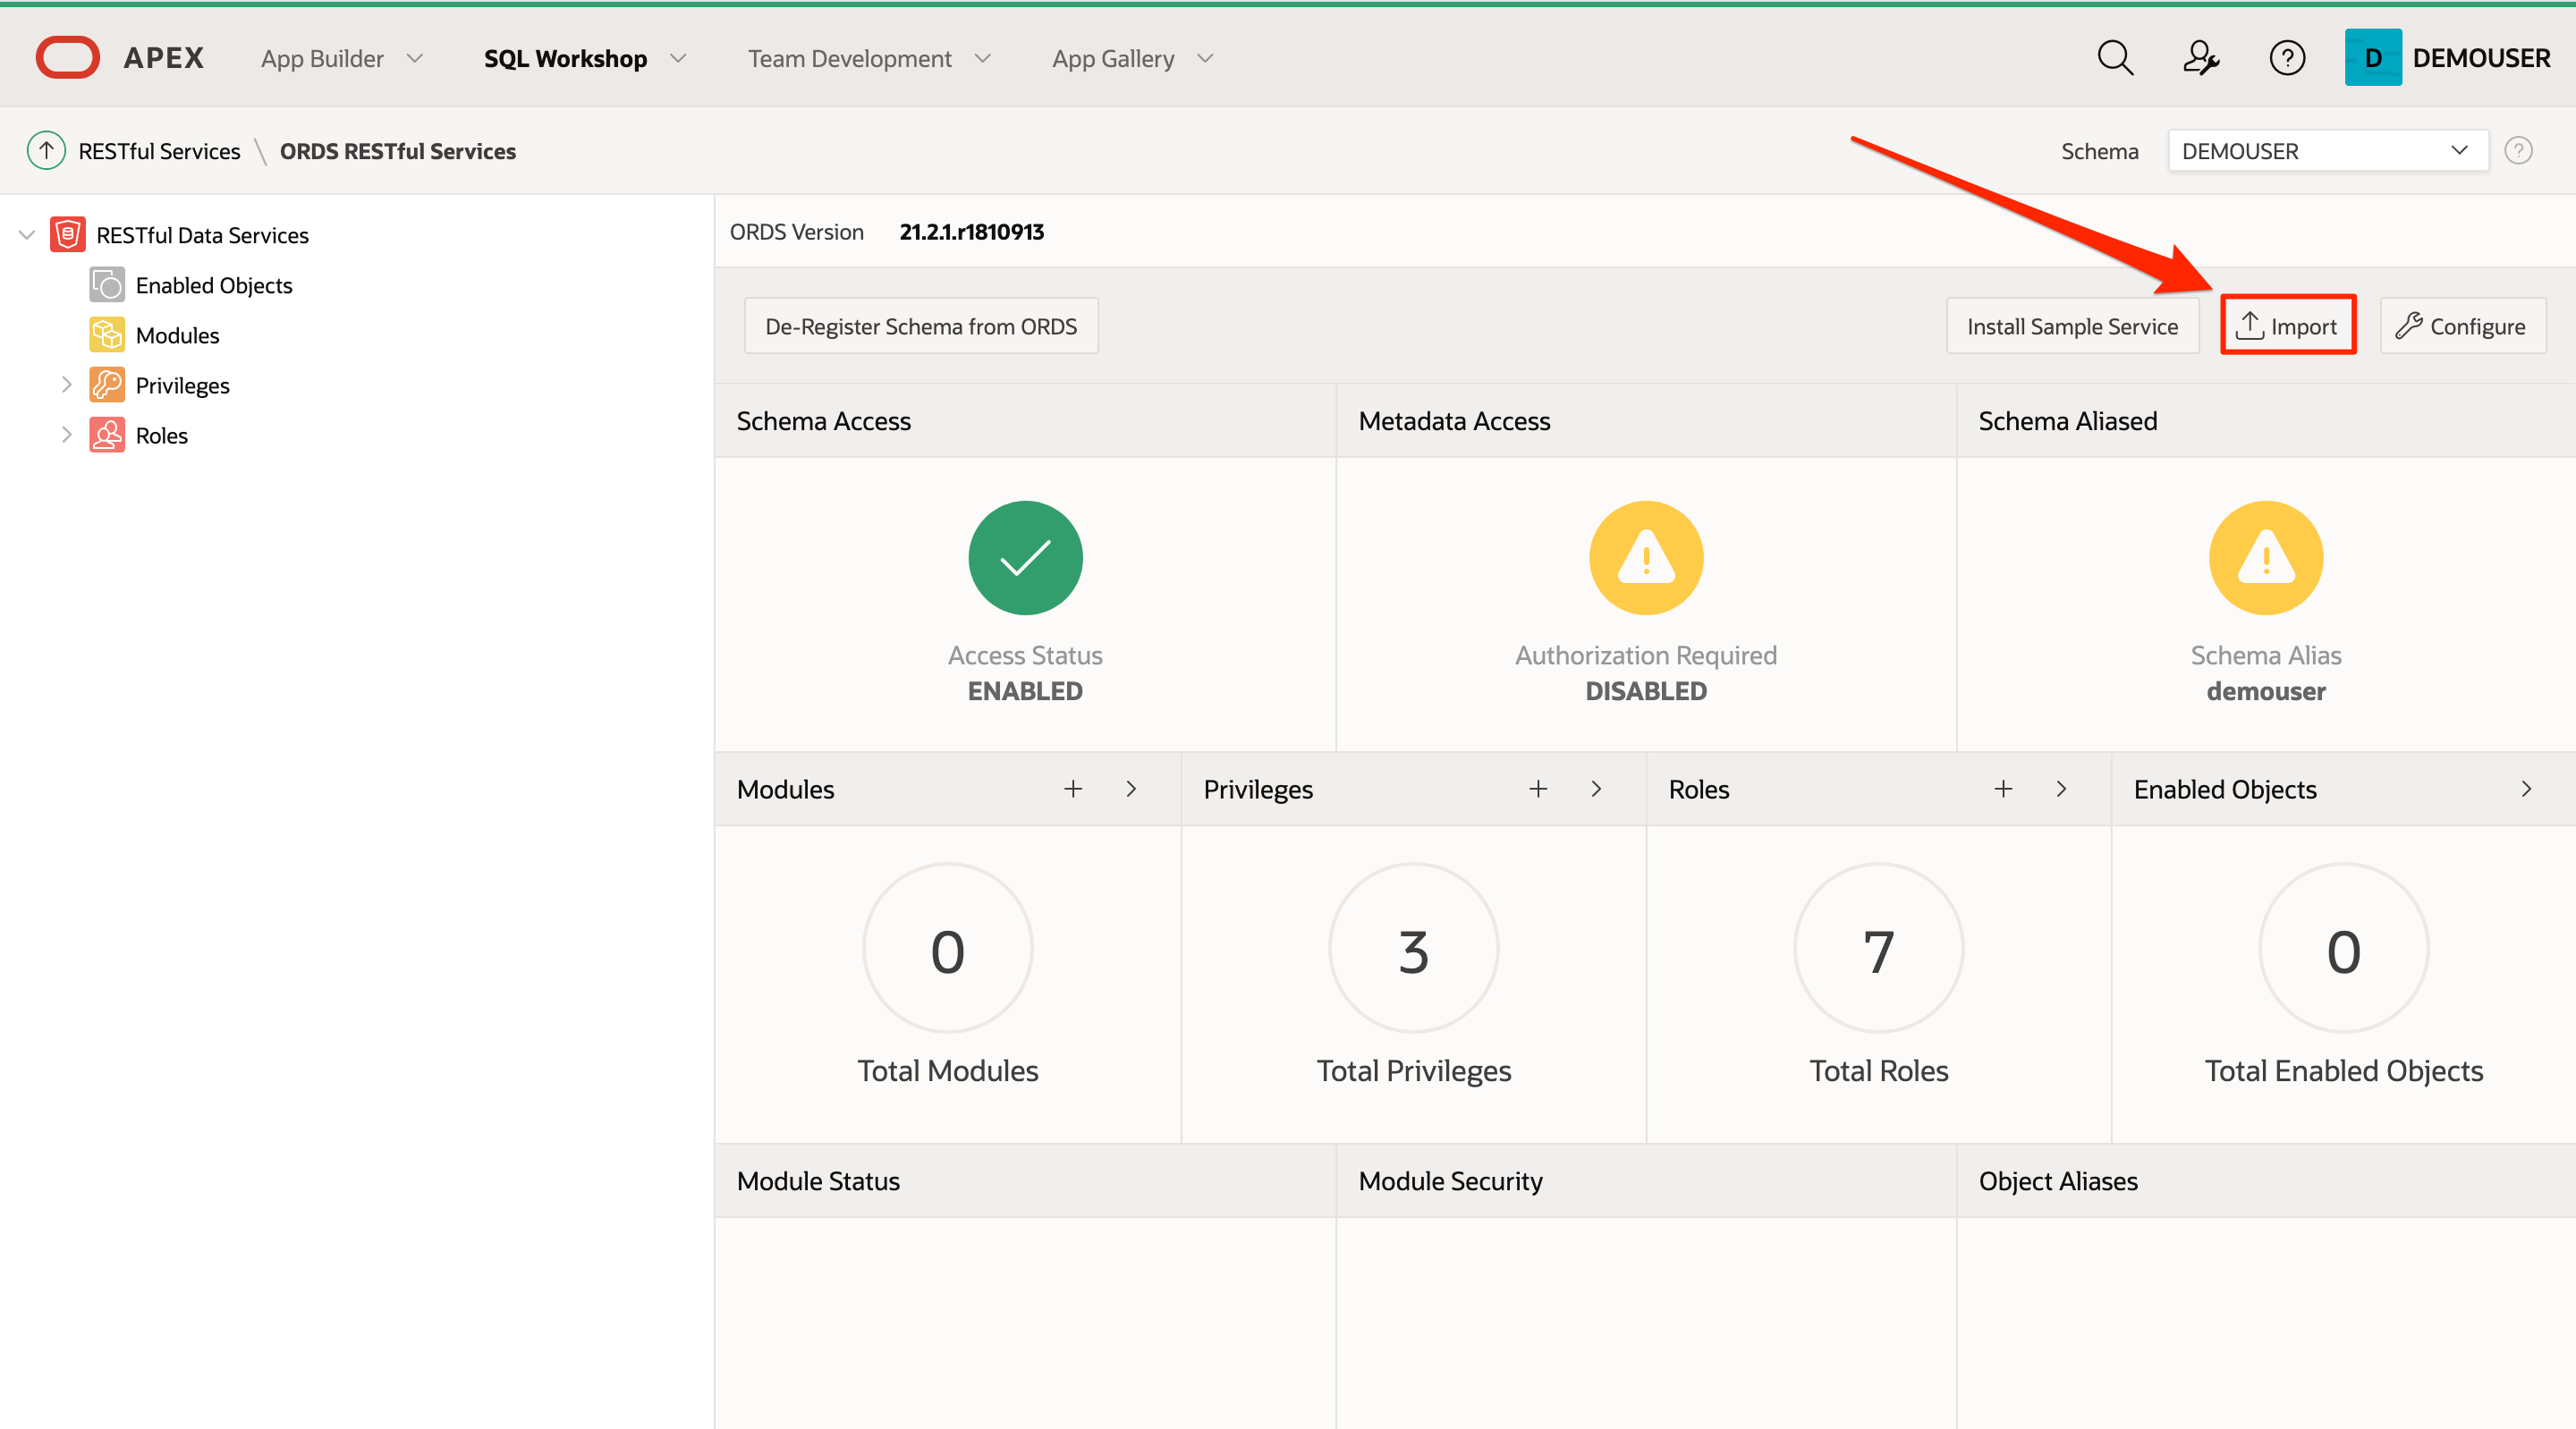 APEX App Builder SQL Workshop Team Development App Gallery D DEMOUSER
RESTful Services \ ORDS RESTful Services Schema DEMOUSER
RESTful Data Services
Enabled Objects
Modules
Privileges
Roles
ORDS Version 21.2.1.r1810913
De-Register Schema from ORDS Install Sample Service Import Configure
Schema Access Metadata Access Schema Aliased
Access Status Authorization Required Schema Alias
ENABLED DISABLED demouser
Modules Privileges Roles Enabled Objects
0 3 7 0
Total Modules Total Privileges Total Roles Total Enabled Objects
Module Status Module Security Object Aliases